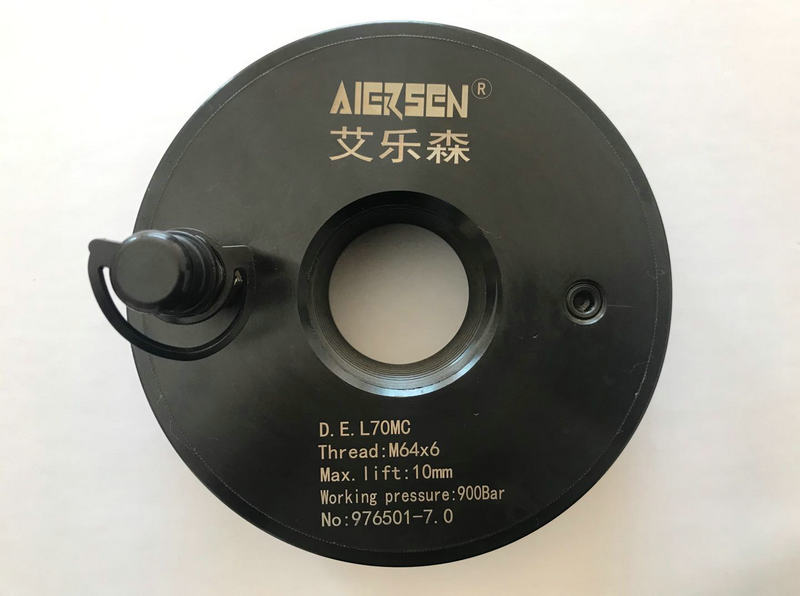 AIERSEN®
艾乐森
D.E.L70MC
Thread:M64x6
Max.lift:10mm
Working pressure:900Bar
No:976501-7.0